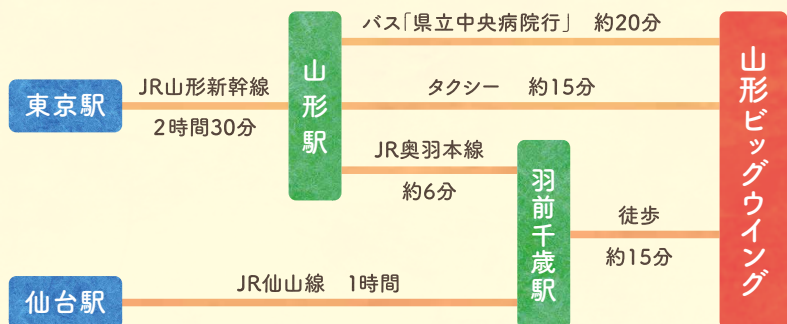 東京駅
JR山形新幹線
2時間30分
山形駅
バス「県立中央病院行」 約20分
タクシー 約15分
JR奥羽本線
約6分
羽前千歳駅
徒歩
約15分
山形ビッグウイング
仙台駅
JR仙山線 1時間